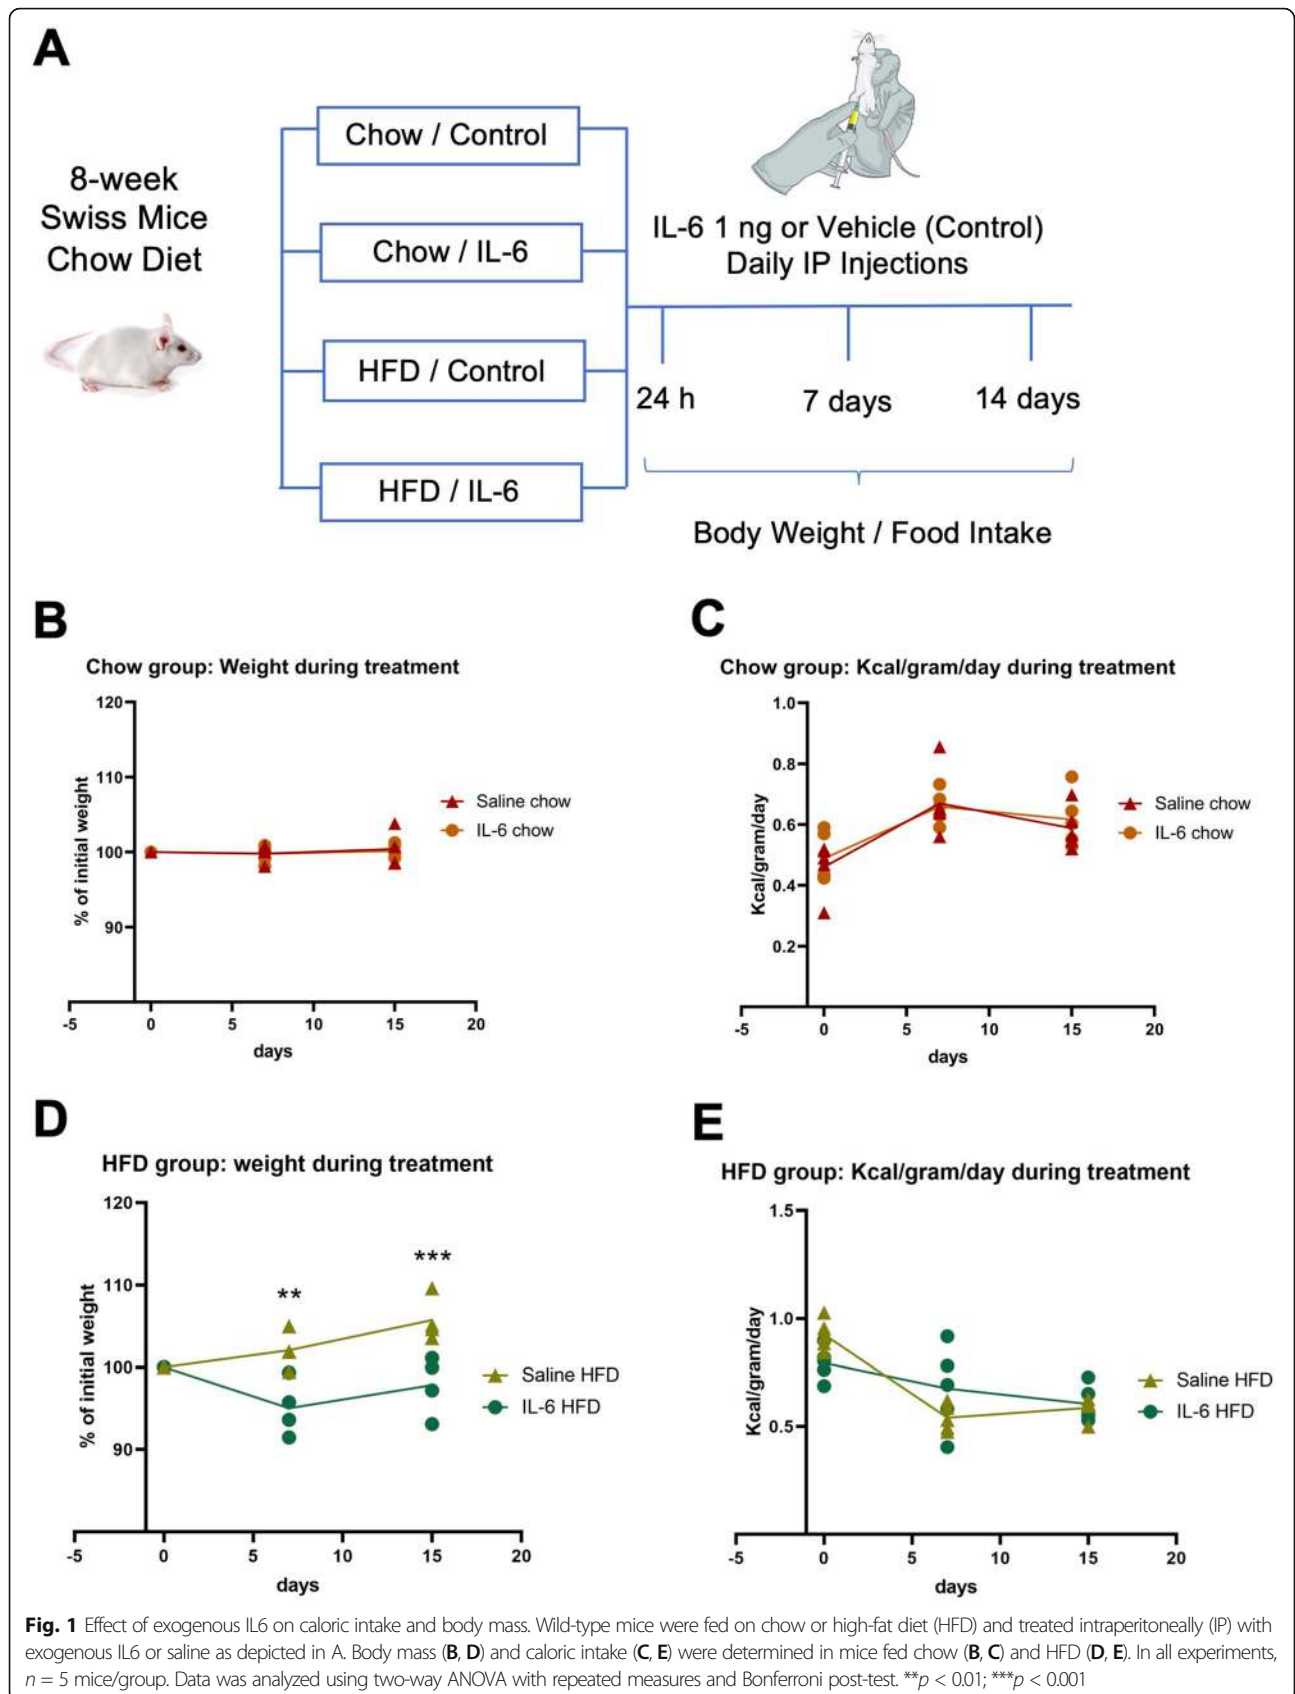 A
8-week
Swiss Mice
Chow Diet
Chow / Control
Chow / IL-6
HFD / Control
HFD / IL-6
IL-6 1 ng or Vehicle (Control)
Daily IP Injections
24 h
7 days
14 days
Body Weight / Food Intake
B
Chow group: Weight during treatment
% of initial weight
120
110
100
90
-5 0 5 10 15 20
days
Saline chow
IL-6 chow
C
Chow group: Kcal/gram/day during treatment
Kcal/gram/day
1.0
0.8
0.6
0.4
0.2
-5 0 5 10 15 20
days
Saline chow
IL-6 chow
D
HFD group: weight during treatment
% of initial weight
120
110
100
90
**
***
-5 0 5 10 15 20
days
Saline HFD
IL-6 HFD
E
HFD group: Kcal/gram/day during treatment
Kcal/gram/day
1.5
1.0
0.5
-5 0 5 10 15 20
days
Saline HFD
IL-6 HFD
Fig. 1 Effect of exogenous IL6 on caloric intake and body mass. Wild-type mice were fed on chow or high-fat diet (HFD) and treated intraperitoneally (IP) with
exogenous IL6 or saline as depicted in A. Body mass (B, D) and caloric intake (C, E) were determined in mice fed chow (B, C) and HFD (D, E). In all experiments,
n = 5 mice/group. Data was analyzed using two-way ANOVA with repeated measures and Bonferroni post-test. **p < 0.01; ***p < 0.001